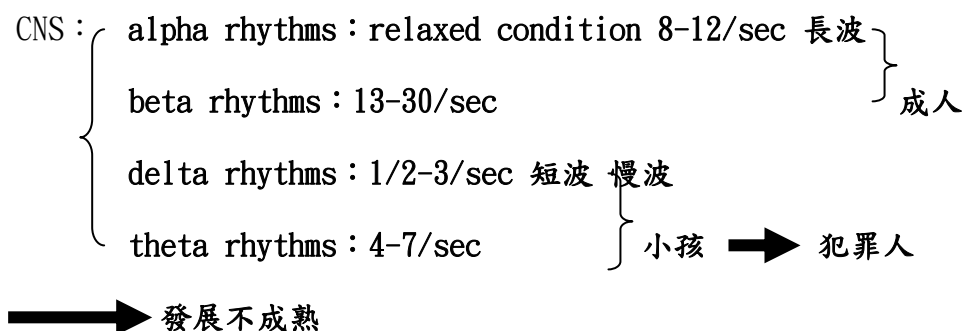 CNS： alpha rhythms：relaxed condition 8-12/sec 長波
beta rhythms：13-30/sec
成人
delta rhythms：1/2-3/sec 短波 慢波
theta rhythms：4-7/sec 小孩 犯罪人
發展不成熟